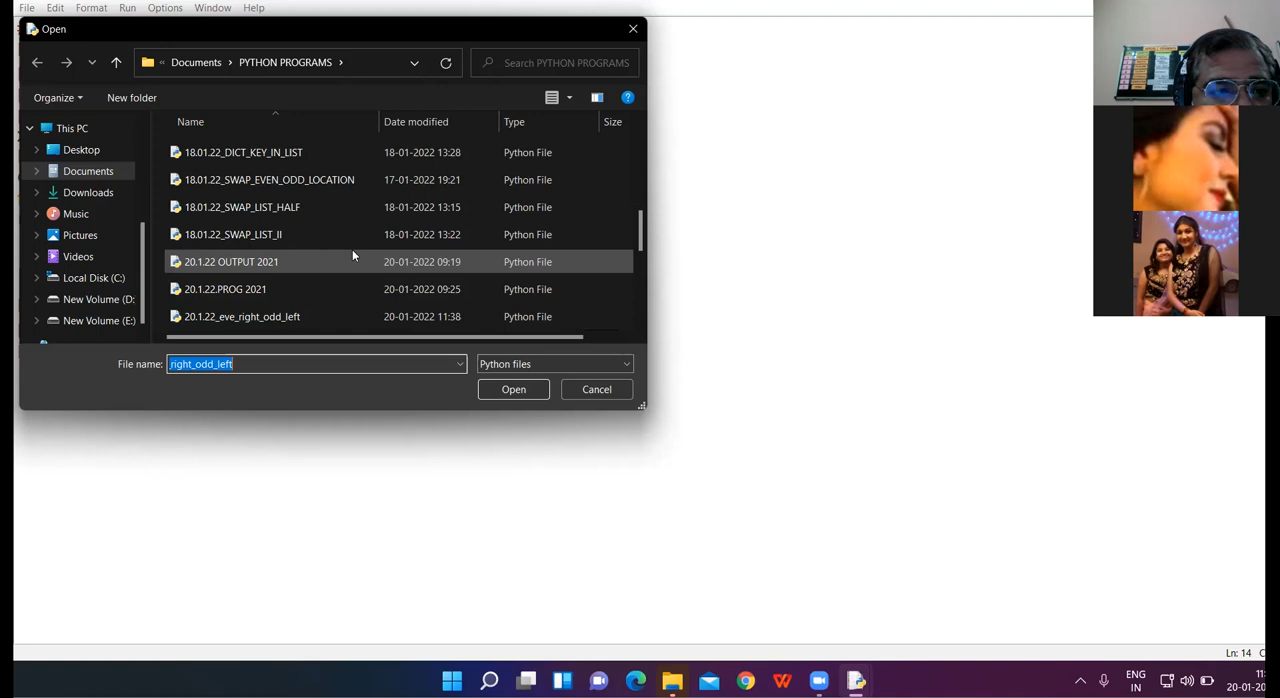 File Edit Format Run Options Window Help
Open
« Documents › PYTHON PROGRAMS ›
Search PYTHON PROGRAMS
Organize
New folder
Name
Date modified
Type
Size
This PC
Desktop
Documents
Downloads
Music
Pictures
Videos
Local Disk (C:)
New Volume (D:
New Volume (E:)
18.01.22_DICT_KEY_IN_LIST 18-01-2022 13:28 Python File
18.01.22_SWAP_EVEN_ODD_LOCATION 17-01-2022 19:21 Python File
18.01.22_SWAP_LIST_HALF 18-01-2022 13:15 Python File
18.01.22_SWAP_LIST_II 18-01-2022 13:22 Python File
20.1.22 OUTPUT 2021 20-01-2022 09:19 Python File
20.1.22.PROG 2021 20-01-2022 09:25 Python File
20.1.22_eve_right_odd_left 20-01-2022 11:38 Python File
File name: right_odd_left
Python files
Open
Cancel
Ln: 14
ENG
IN
20-01-20